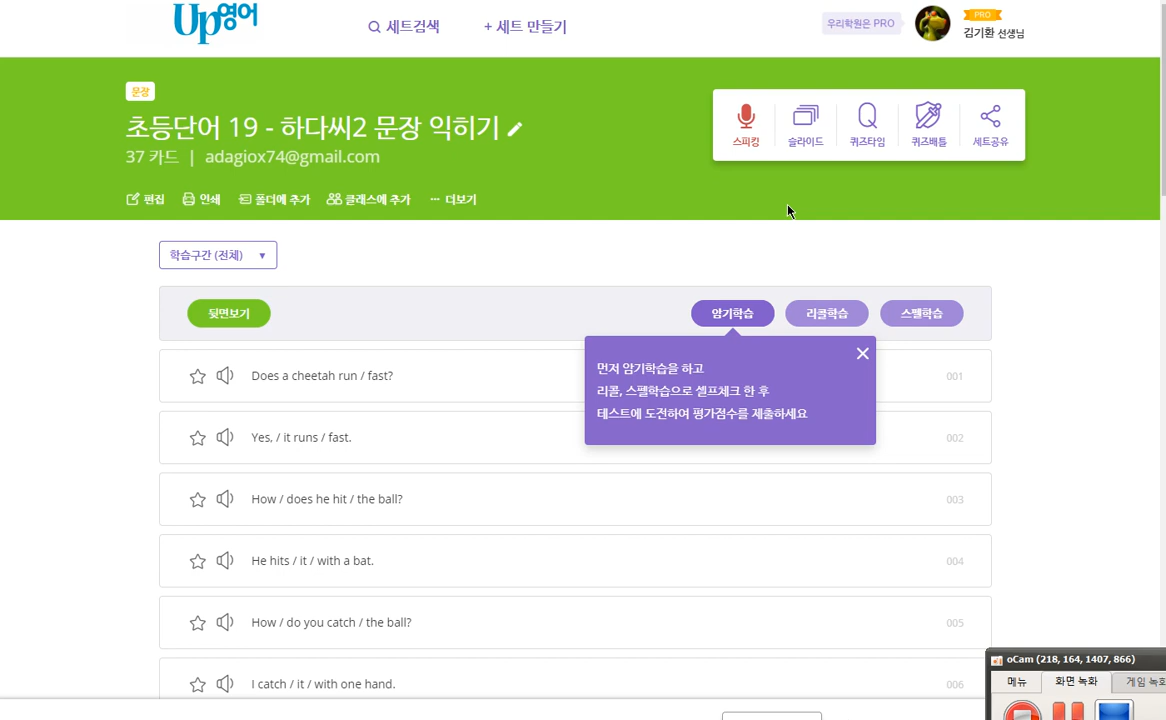 Up영어
세트검색
+ 세트 만들기
우리학원은 PRO
PRO
김기환 선생님
문장
초등단어 19 - 하다씨2 문장 익히기
37 카드 | adagiox74@gmail.com
스피킹
슬라이드
퀴즈타임
퀴즈배틀
세트공유
편집
인쇄
폴더에 추가
클래스에 추가
··· 더보기
학습구간 (전체) ▼
뒷면보기
암기학습
리콜학습
스펠학습
먼저 암기학습을 하고
리콜, 스펠학습으로 셀프체크 한 후
테스트에 도전하여 평가점수를 제출하세요
Does a cheetah run / fast?
001
Yes, / it runs / fast.
002
How / does he hit / the ball?
003
He hits / it / with a bat.
004
How / do you catch / the ball?
005
I catch / it / with one hand.
006
oCam (218, 164, 1407, 866)
메뉴
화면 녹화
게임 녹화